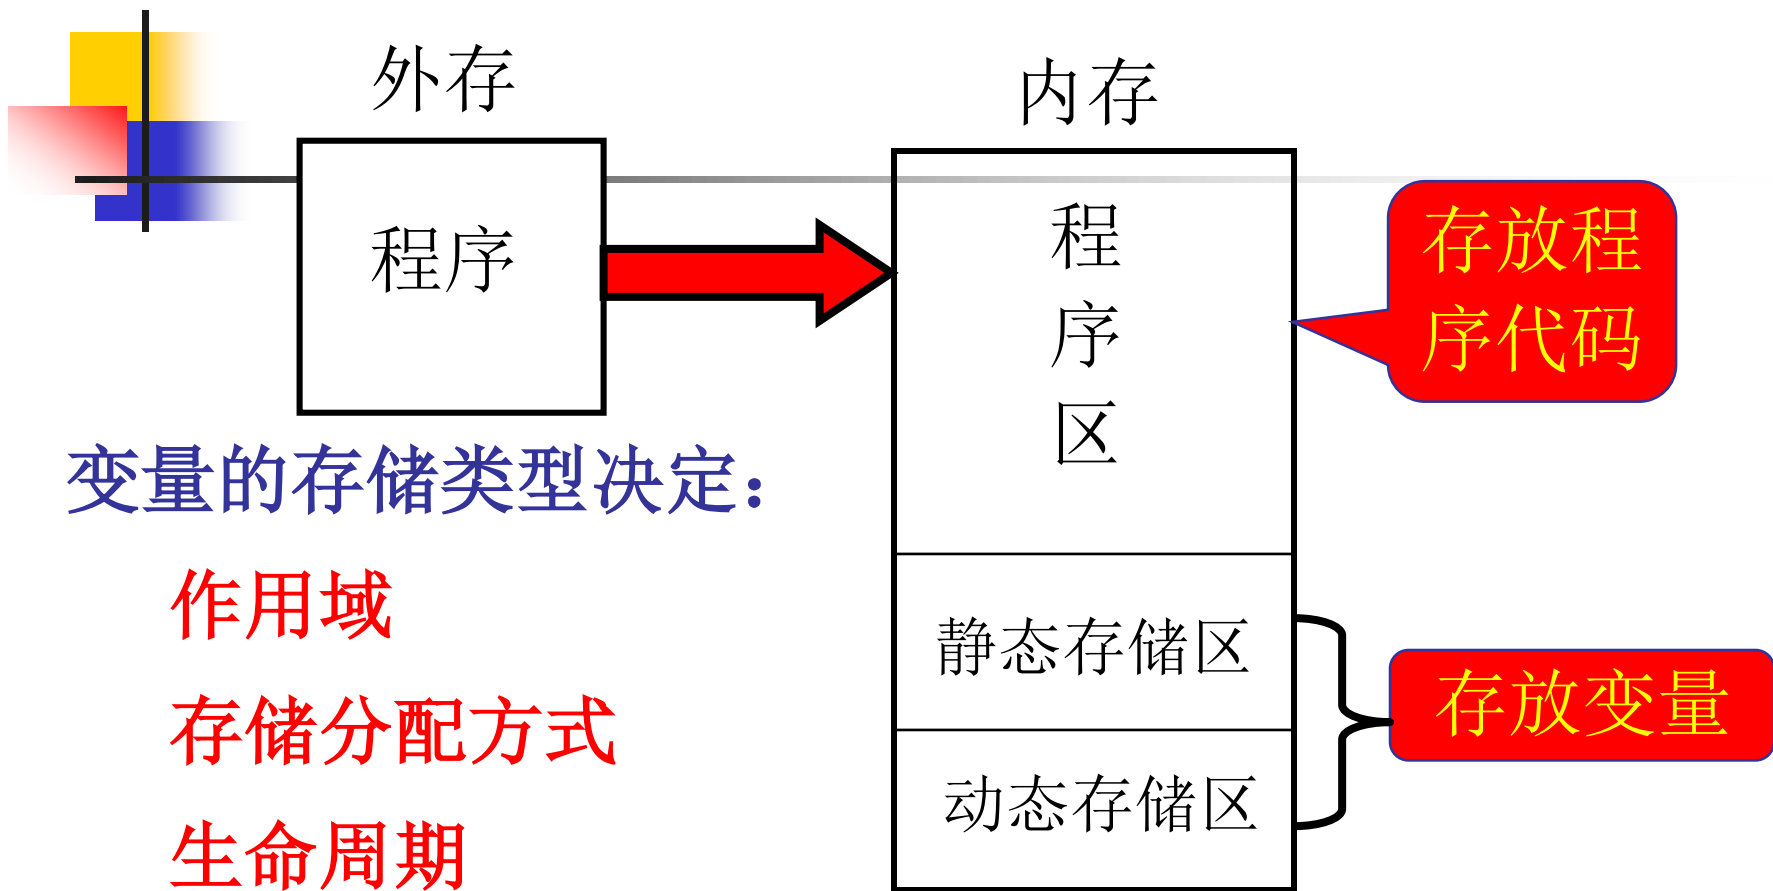 外存
内存
程序
程
序
区
存放程
序代码
变量的存储类型决定：
作用域
存储分配方式
生命周期
静态存储区
动态存储区
存放变量